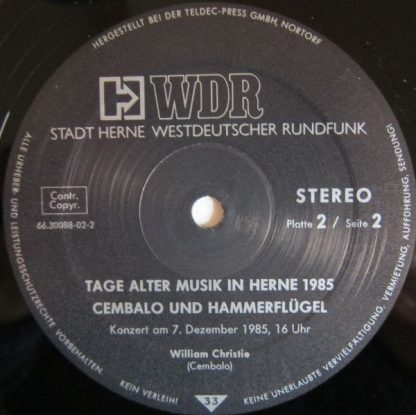 HERGESTELLT BEI DER TELDEC-PRESS GMBH, NORTORF
WDR
STADT HERNE WESTDEUTSCHER RUNDFUNK
Contr.
Copyr.
66.30088-02-2
STEREO
Platte 2 / Seite 2
TAGE ALTER MUSIK IN HERNE 1985
CEMBALO UND HAMMERFLÜGEL
Konzert am 7. Dezember 1985, 16 Uhr
William Christie
(Cembalo)
ALLE URHEBER- UND LEISTUNGSSCHUTZRECHTE VORBEHALTEN.
KEIN VERLEIH!
33
KEINE UNERLAUBTE VERVIELFÄLTIGUNG, VERMIETUNG, AUFFÜHRUNG, SENDUNG!